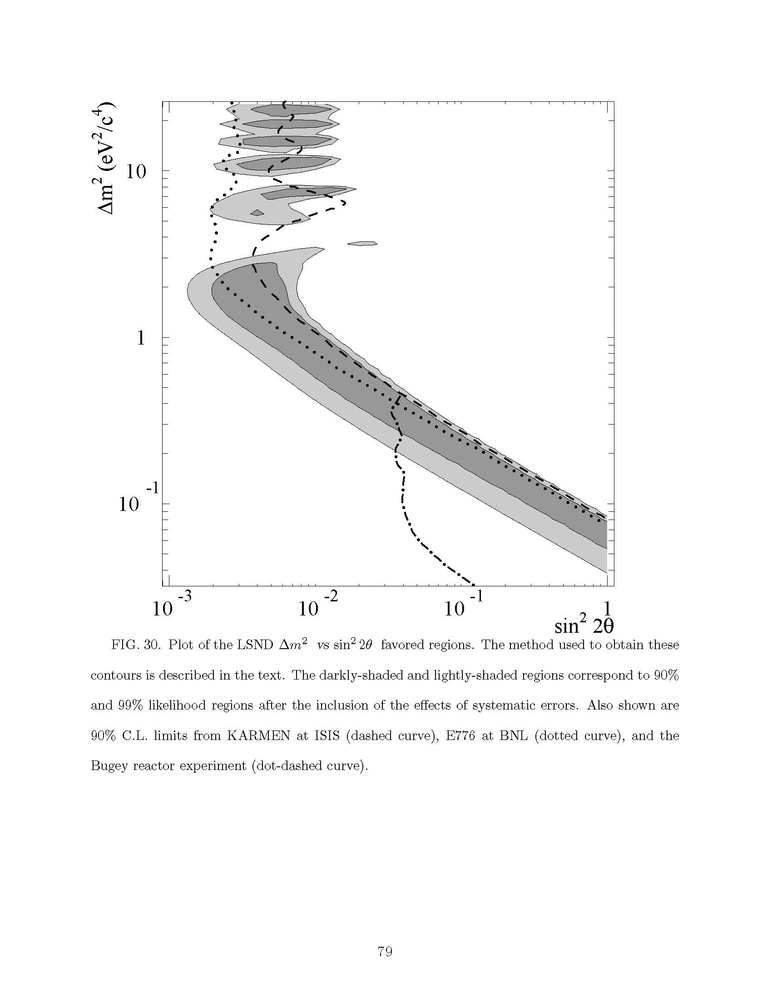 Δm² (eV²/c⁴)
10
1
10⁻¹
10⁻³ 10⁻² 10⁻¹ 1
sin² 2θ
FIG. 30. Plot of the LSND Δm² vs sin² 2θ favored regions. The method used to obtain these
contours is described in the text. The darkly-shaded and lightly-shaded regions correspond to 90%
and 99% likelihood regions after the inclusion of the effects of systematic errors. Also shown are
90% C.L. limits from KARMEN at ISIS (dashed curve), E776 at BNL (dotted curve), and the
Bugey reactor experiment (dot-dashed curve).
79